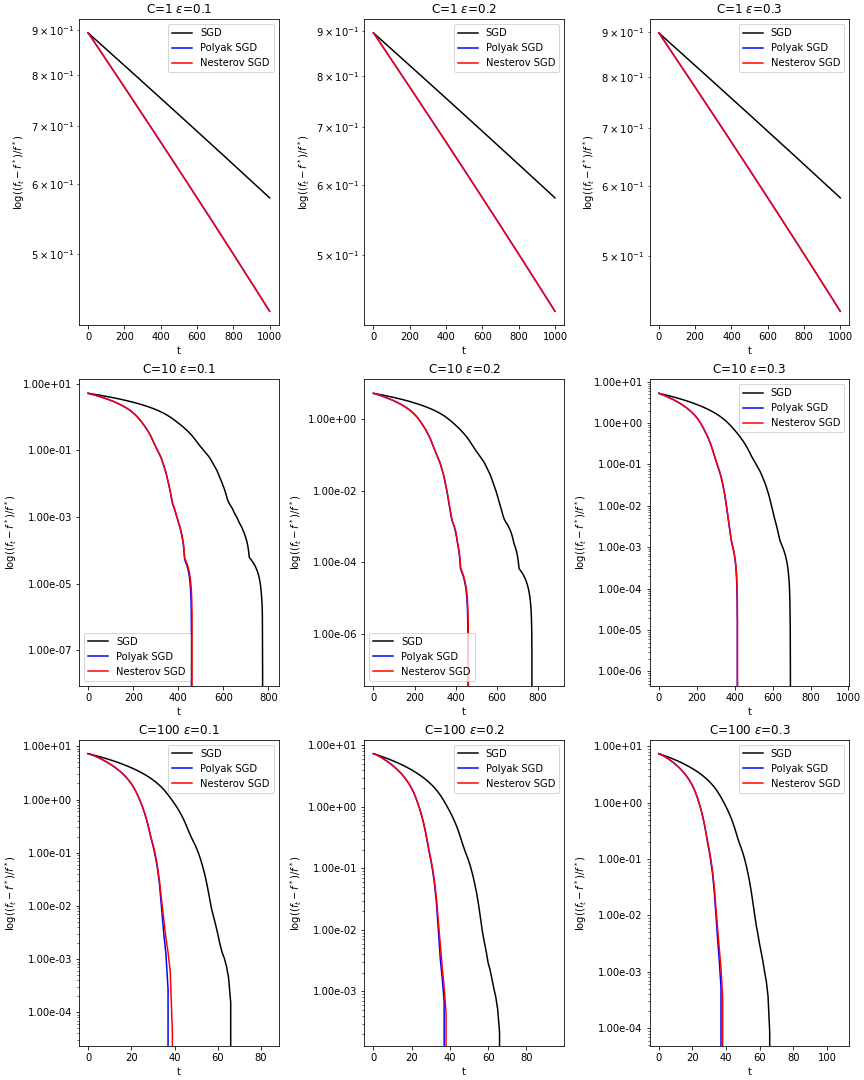 C=1 ε=0.1
9 × 10⁻¹
8 × 10⁻¹
7 × 10⁻¹
6 × 10⁻¹
5 × 10⁻¹
log((fₜ − f*)/f*)
SGD
Polyak SGD
Nesterov SGD
0 200 400 600 800 1000
t
C=1 ε=0.2
9 × 10⁻¹
8 × 10⁻¹
7 × 10⁻¹
6 × 10⁻¹
5 × 10⁻¹
log((fₜ − f*)/f*)
SGD
Polyak SGD
Nesterov SGD
0 200 400 600 800 1000
t
C=1 ε=0.3
9 × 10⁻¹
8 × 10⁻¹
7 × 10⁻¹
6 × 10⁻¹
5 × 10⁻¹
log((fₜ − f*)/f*)
SGD
Polyak SGD
Nesterov SGD
0 200 400 600 800 1000
t
C=10 ε=0.1
1.00e+01
1.00e-01
1.00e-03
1.00e-05
1.00e-07
log((fₜ − f*)/f*)
SGD
Polyak SGD
Nesterov SGD
0 200 400 600 800
t
C=10 ε=0.2
1.00e+00
1.00e-02
1.00e-04
1.00e-06
log((fₜ − f*)/f*)
SGD
Polyak SGD
Nesterov SGD
0 200 400 600 800
t
C=10 ε=0.3
1.00e+01
1.00e+00
1.00e-01
1.00e-02
1.00e-03
1.00e-04
1.00e-05
1.00e-06
log((fₜ − f*)/f*)
SGD
Polyak SGD
Nesterov SGD
0 200 400 600 800 1000
t
C=100 ε=0.1
1.00e+01
1.00e+00
1.00e-01
1.00e-02
1.00e-03
1.00e-04
log((fₜ − f*)/f*)
SGD
Polyak SGD
Nesterov SGD
0 20 40 60 80
t
C=100 ε=0.2
1.00e+01
1.00e+00
1.00e-01
1.00e-02
1.00e-03
log((fₜ − f*)/f*)
SGD
Polyak SGD
Nesterov SGD
0 20 40 60 80
t
C=100 ε=0.3
1.00e+01
1.00e+00
1.00e-01
1.00e-02
1.00e-03
1.00e-04
log((fₜ − f*)/f*)
SGD
Polyak SGD
Nesterov SGD
0 20 40 60 80 100
t